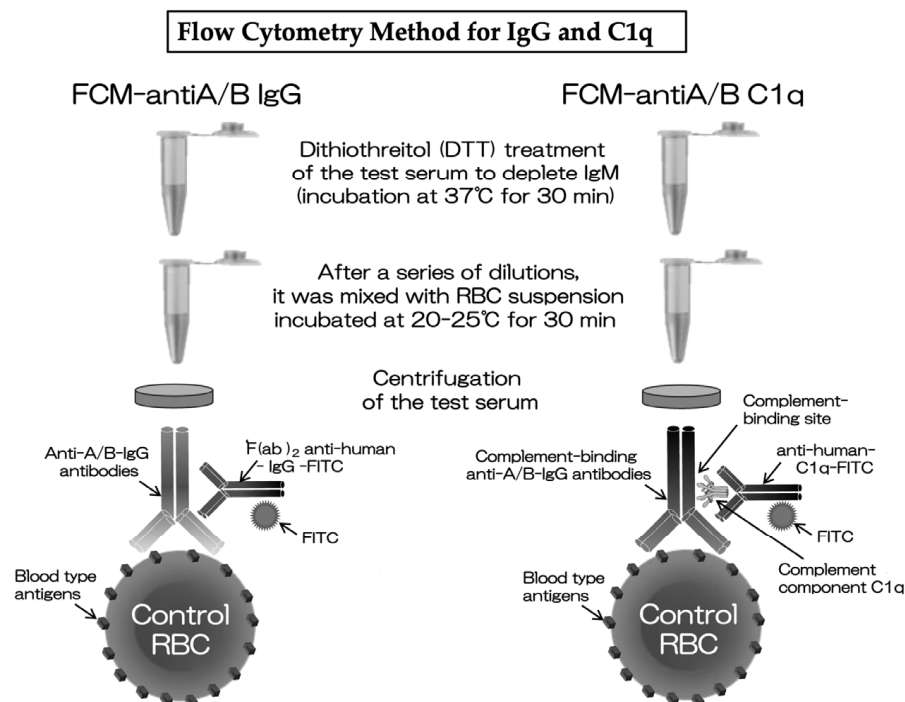 Flow Cytometry Method for IgG and C1q
FCM-antiA/B IgG
FCM-antiA/B C1q
Dithiothreitol (DTT) treatment
of the test serum to deplete IgM
(incubation at 37℃ for 30 min)
After a series of dilutions,
it was mixed with RBC suspension
incubated at 20-25℃ for 30 min
Centrifugation
of the test serum
Anti-A/B-IgG
antibodies
F(ab )₂ anti-human
- IgG -FITC
FITC
Blood type
antigens
Control
RBC
Complement-
binding site
Complement-binding
anti-A/B-IgG antibodies
anti-human-
C1q-FITC
FITC
Complement
component C1q
Blood type
antigens
Control
RBC